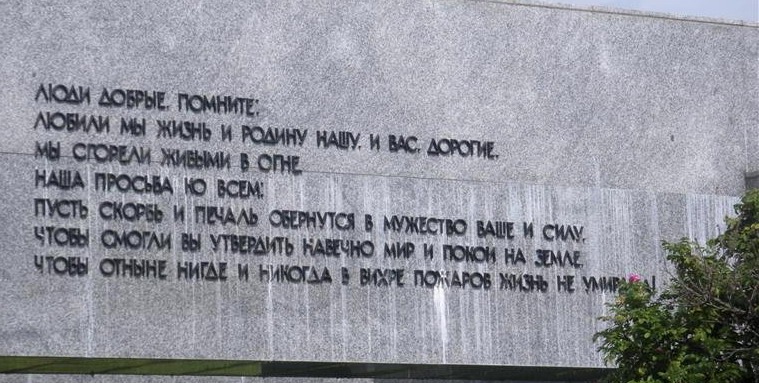 ЛЮДИ ДОБРЫЕ, ПОМНИТЕ:
ЛЮБИЛИ МЫ ЖИЗНЬ И РОДИНУ НАШУ, И ВАС, ДОРОГИЕ.
МЫ СГОРЕЛИ ЖИВЫМИ В ОГНЕ.
НАША ПРОСЬБА КО ВСЕМ:
ПУСТЬ СКОРБЬ И ПЕЧАЛЬ ОБЕРНУТСЯ В МУЖЕСТВО ВАШЕ И СИЛУ,
ЧТОБЫ СМОГЛИ ВЫ УТВЕРДИТЬ НАВЕЧНО МИР И ПОКОЙ НА ЗЕМЛЕ.
ЧТОБЫ ОТНЫНЕ НИГДЕ И НИКОГДА В ВИХРЕ ПОЖАРОВ ЖИЗНЬ НЕ УМИРАЛА!